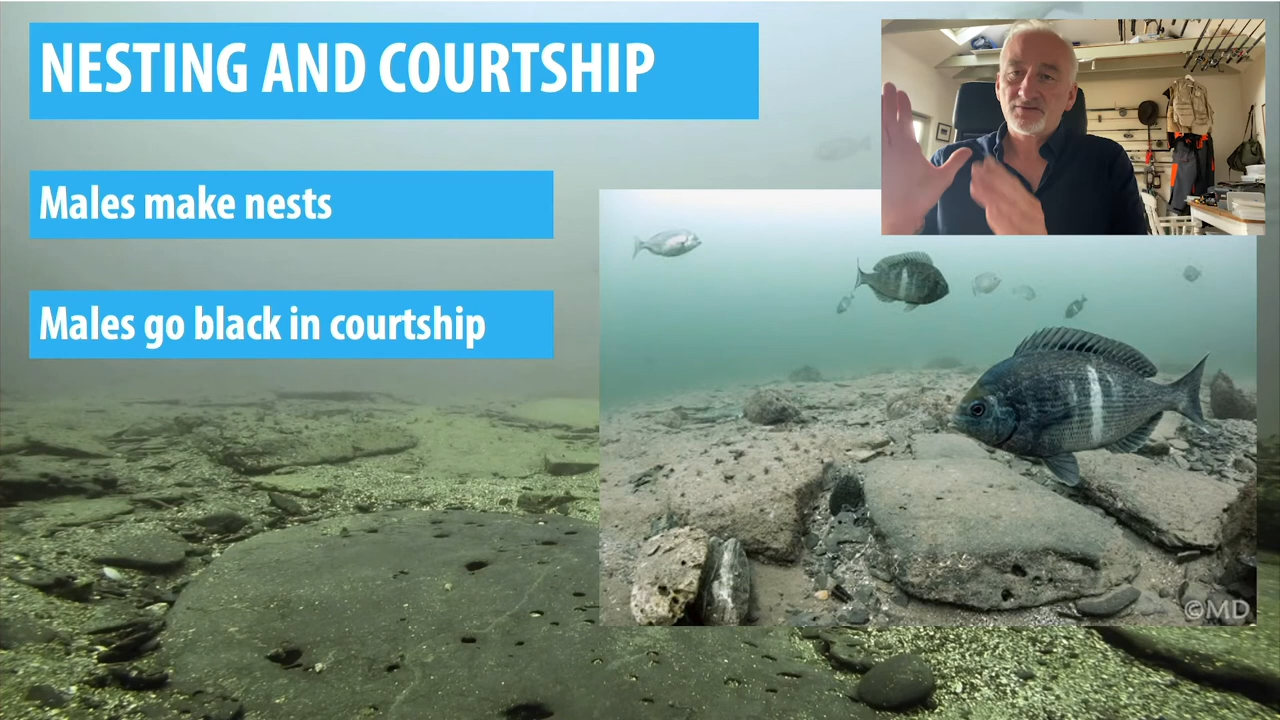 NESTING AND COURTSHIP
Males make nests
Males go black in courtship
©MD